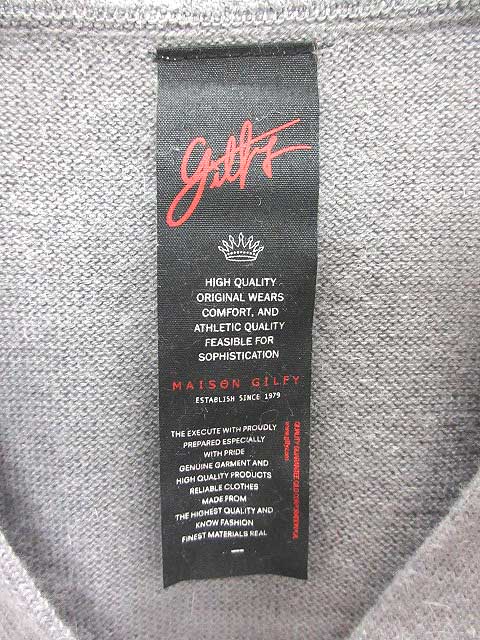 gilfy
HIGH QUALITY
ORIGINAL WEARS
COMFORT, AND
ATHLETIC QUALITY
FEASIBLE FOR
SOPHISTICATION
MAISON GILFY
ESTABLISH SINCE 1979
THE EXECUTE WITH PROUDLY
PREPARED ESPECIALLY
WITH PRIDE
GENUINE GARMENT AND
HIGH QUALITY PRODUCTS
RELIABLE CLOTHES
MADE FROM
THE HIGHEST QUALITY AND
KNOW FASHION
FINEST MATERIALS REAL
QUALITY GUARANTEE